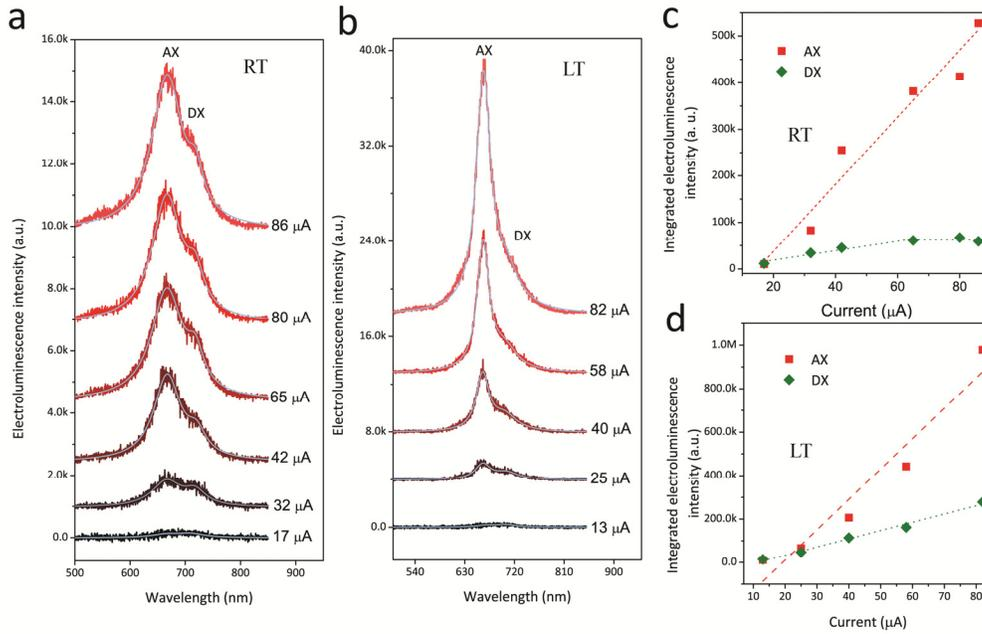 a
16.0k
14.0k
12.0k
10.0k
8.0k
6.0k
4.0k
2.0k
0.0
500 600 700 800 900
Wavelength (nm)
Electroluminescence intensity (a.u.)
AX
DX
RT
86 μA
80 μA
65 μA
42 μA
32 μA
17 μA
b
40.0k
32.0k
24.0k
16.0k
8.0k
0.0
540 630 720 810 900
Wavelength (nm)
Electroluminescence intensity (a.u.)
AX
DX
LT
82 μA
58 μA
40 μA
25 μA
13 μA
c
500k
400k
300k
200k
100k
0
20 40 60 80
Current (μA)
Integrated electroluminescence
intensity (a. u.)
AX
DX
RT
d
1.0M
800.0k
600.0k
400.0k
200.0k
0.0
10 20 30 40 50 60 70 80
Current (μA)
Integrated electroluminescence
intensity (a.u.)
AX
DX
LT